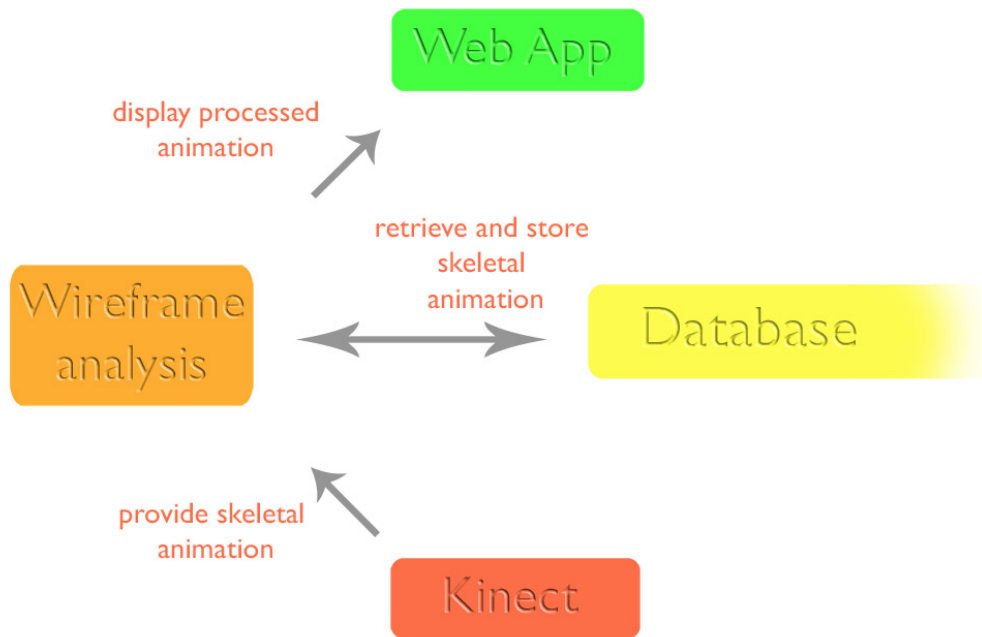 Web App
display processed
animation
retrieve and store
skeletal
animation
Wireframe
analysis
Database
provide skeletal
animation
Kinect